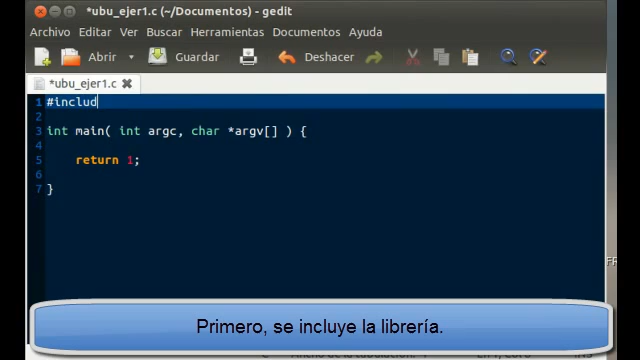 *ubu_ejer1.c (~/Documentos) - gedit
Archivo Editar Ver Buscar Herramientas Documentos Ayuda
Abrir Guardar Deshacer
*ubu_ejer1.c
1 #includ
2
3 int main( int argc, char *argv[] ) {
4
5 return 1;
6
7 }
Primero, se incluye la librería.